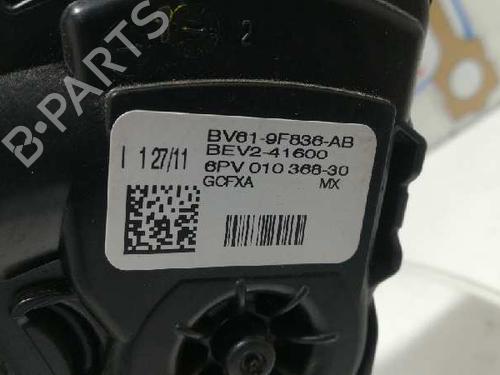 2
B-PARTS
BV61-9F836-AB
BEV2-41600
I 127/11
6PV 010 368-30
GCFXA MX